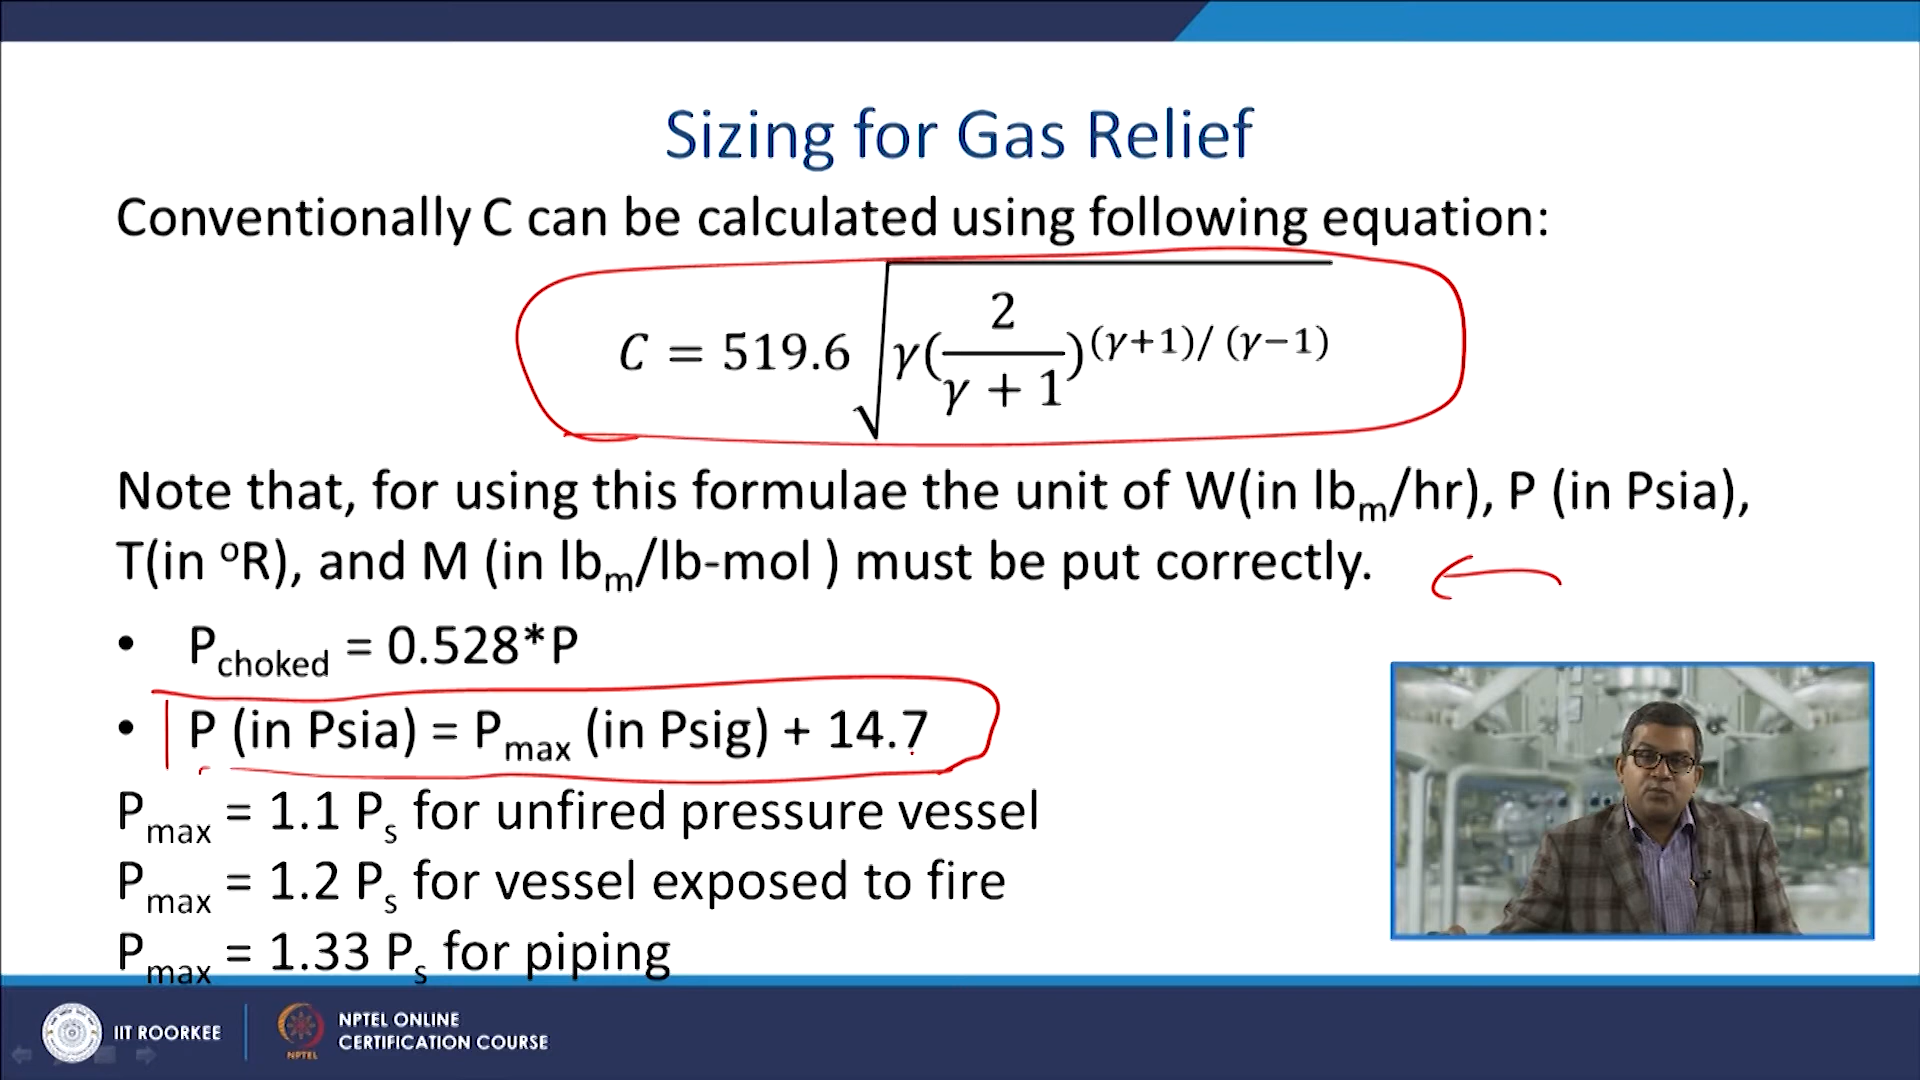 Sizing for Gas Relief
Conventionally C can be calculated using following equation:
C = 519.6 √γ(2/γ + 1)^(γ+1)/ (γ−1)
Note that, for using this formulae the unit of W(in lbm/hr), P (in Psia),
T(in °R), and M (in lbm/lb-mol ) must be put correctly.
• Pchoked = 0.528*P
• P (in Psia) = Pmax (in Psig) + 14.7
Pmax = 1.1 Ps for unfired pressure vessel
Pmax = 1.2 Ps for vessel exposed to fire
Pmax = 1.33 Ps for piping
IIT ROORKEE
NPTEL
NPTEL ONLINE
CERTIFICATION COURSE